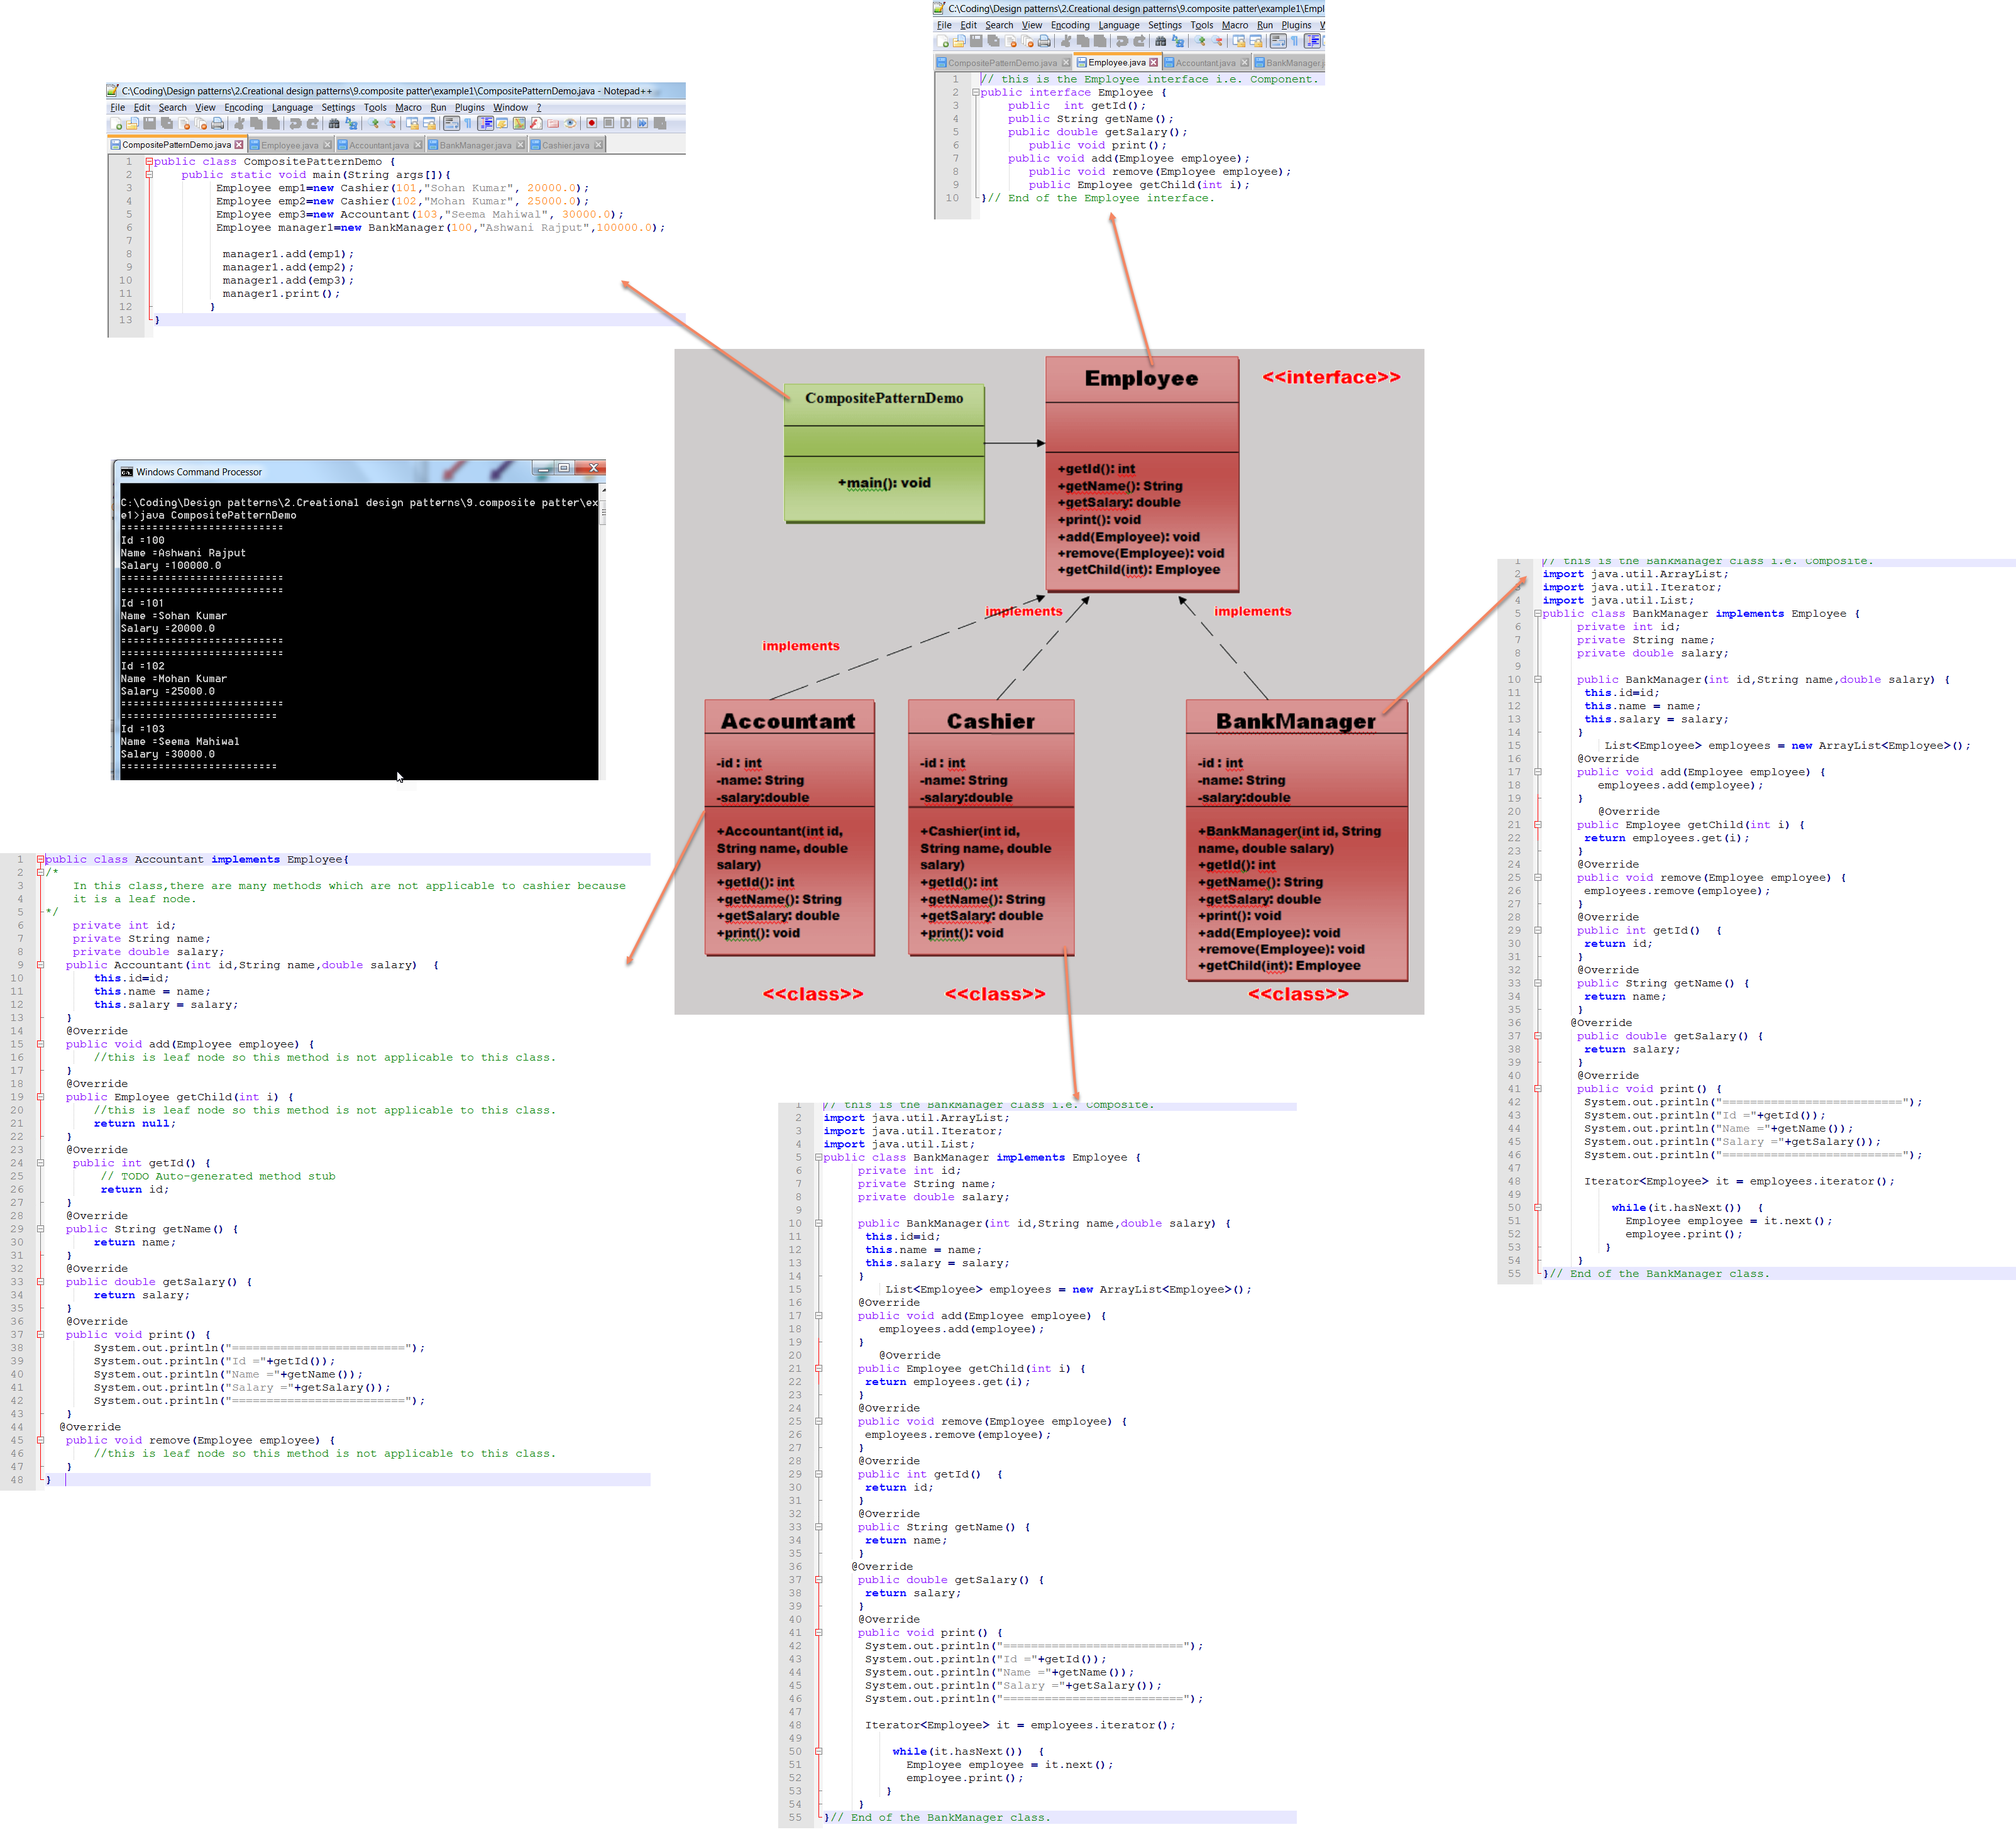 C:\Coding\Design patterns\2.Creational design patterns\9.composite patter\example1\Empl
File Edit Search View Encoding Language Settings Tools Macro Run Plugins
CompositePatternDemo.java Employee.java Accountant.java BankManager.j
1 // this is the Employee interface i.e. Component.
2 public interface Employee {
3 public  int getId();
4 public String getName();
5 public double getSalary();
6 public void print();
7 public void add(Employee employee);
8 public void remove(Employee employee);
9 public Employee getChild(int i);
10 }// End of the Employee interface.
C:\Coding\Design patterns\2.Creational design patterns\9.composite patter\example1\CompositePatternDemo.java - Notepad++
File Edit Search View Encoding Language Settings Tools Macro Run Plugins Window ?
CompositePatternDemo.java Employee.java Accountant.java BankManager.java Cashier.java
1 public class CompositePatternDemo {
2 public static void main(String args[]){
3 Employee emp1=new Cashier(101,"Sohan Kumar", 20000.0);
4 Employee emp2=new Cashier(102,"Mohan Kumar", 25000.0);
5 Employee emp3=new Accountant(103,"Seema Mahiwal", 30000.0);
6 Employee manager1=new BankManager(100,"Ashwani Rajput",100000.0);
7
8 manager1.add(emp1);
9 manager1.add(emp2);
10 manager1.add(emp3);
11 manager1.print();
12 }
13 }
Windows Command Processor
C:\Coding\Design patterns\2.Creational design patterns\9.composite patter\ex
e1>java CompositePatternDemo
==========================
Id =100
Name =Ashwani Rajput
Salary =100000.0
==========================
==========================
Id =101
Name =Sohan Kumar
Salary =20000.0
==========================
==========================
Id =102
Name =Mohan Kumar
Salary =25000.0
==========================
=========================
Id =103
Name =Seema Mahiwal
Salary =30000.0
=========================
CompositePatternDemo
+main(): void
Employee
<<interface>>
+getId(): int
+getName(): String
+getSalary: double
+print(): void
+add(Employee): void
+remove(Employee): void
+getChild(int): Employee
implements
implements
implements
Accountant
-id : int
-name: String
-salary:double
+Accountant(int id,
String name, double
salary)
+getId(): int
+getName(): String
+getSalary: double
+print(): void
<<class>>
Cashier
-id : int
-name: String
-salary:double
+Cashier(int id,
String name, double
salary)
+getId(): int
+getName(): String
+getSalary: double
+print(): void
<<class>>
BankManager
-id : int
-name: String
-salary:double
+BankManager(int id, String
name, double salary)
+getId(): int
+getName(): String
+getSalary: double
+print(): void
+add(Employee): void
+remove(Employee): void
+getChild(int): Employee
<<class>>
1 // this is the BankManager class i.e. Composite.
2 import java.util.ArrayList;
3 import java.util.Iterator;
4 import java.util.List;
5 public class BankManager implements Employee {
6 private int id;
7 private String name;
8 private double salary;
9
10 public BankManager(int id,String name,double salary) {
11 this.id=id;
12 this.name = name;
13 this.salary = salary;
14 }
15 List<Employee> employees = new ArrayList<Employee>();
16 @Override
17 public void add(Employee employee) {
18 employees.add(employee);
19 }
20 @Override
21 public Employee getChild(int i) {
22 return employees.get(i);
23 }
24 @Override
25 public void remove(Employee employee) {
26 employees.remove(employee);
27 }
28 @Override
29 public int getId()  {
30 return id;
31 }
32 @Override
33 public String getName() {
34 return name;
35 }
36 @Override
37 public double getSalary() {
38 return salary;
39 }
40 @Override
41 public void print() {
42 System.out.println("==========================");
43 System.out.println("Id ="+getId());
44 System.out.println("Name ="+getName());
45 System.out.println("Salary ="+getSalary());
46 System.out.println("==========================");
47
48 Iterator<Employee> it = employees.iterator();
49
50 while(it.hasNext())  {
51 Employee employee = it.next();
52 employee.print();
53 }
54 }
55 }// End of the BankManager class.
1 public class Accountant implements Employee{
2 /*
3 In this class,there are many methods which are not applicable to cashier because
4 it is a leaf node.
5 */
6 private int id;
7 private String name;
8 private double salary;
9 public Accountant(int id,String name,double salary)  {
10 this.id=id;
11 this.name = name;
12 this.salary = salary;
13 }
14 @Override
15 public void add(Employee employee) {
16 //this is leaf node so this method is not applicable to this class.
17 }
18 @Override
19 public Employee getChild(int i) {
20 //this is leaf node so this method is not applicable to this class.
21 return null;
22 }
23 @Override
24 public int getId() {
25 // TODO Auto-generated method stub
26 return id;
27 }
28 @Override
29 public String getName() {
30 return name;
31 }
32 @Override
33 public double getSalary() {
34 return salary;
35 }
36 @Override
37 public void print() {
38 System.out.println("=========================");
39 System.out.println("Id ="+getId());
40 System.out.println("Name ="+getName());
41 System.out.println("Salary ="+getSalary());
42 System.out.println("=========================");
43 }
44 @Override
45 public void remove(Employee employee) {
46 //this is leaf node so this method is not applicable to this class.
47 }
48 }
1 // this is the BankManager class i.e. Composite.
2 import java.util.ArrayList;
3 import java.util.Iterator;
4 import java.util.List;
5 public class BankManager implements Employee {
6 private int id;
7 private String name;
8 private double salary;
9
10 public BankManager(int id,String name,double salary) {
11 this.id=id;
12 this.name = name;
13 this.salary = salary;
14 }
15 List<Employee> employees = new ArrayList<Employee>();
16 @Override
17 public void add(Employee employee) {
18 employees.add(employee);
19 }
20 @Override
21 public Employee getChild(int i) {
22 return employees.get(i);
23 }
24 @Override
25 public void remove(Employee employee) {
26 employees.remove(employee);
27 }
28 @Override
29 public int getId()  {
30 return id;
31 }
32 @Override
33 public String getName() {
34 return name;
35 }
36 @Override
37 public double getSalary() {
38 return salary;
39 }
40 @Override
41 public void print() {
42 System.out.println("==========================");
43 System.out.println("Id ="+getId());
44 System.out.println("Name ="+getName());
45 System.out.println("Salary ="+getSalary());
46 System.out.println("==========================");
47
48 Iterator<Employee> it = employees.iterator();
49
50 while(it.hasNext())  {
51 Employee employee = it.next();
52 employee.print();
53 }
54 }
55 }// End of the BankManager class.